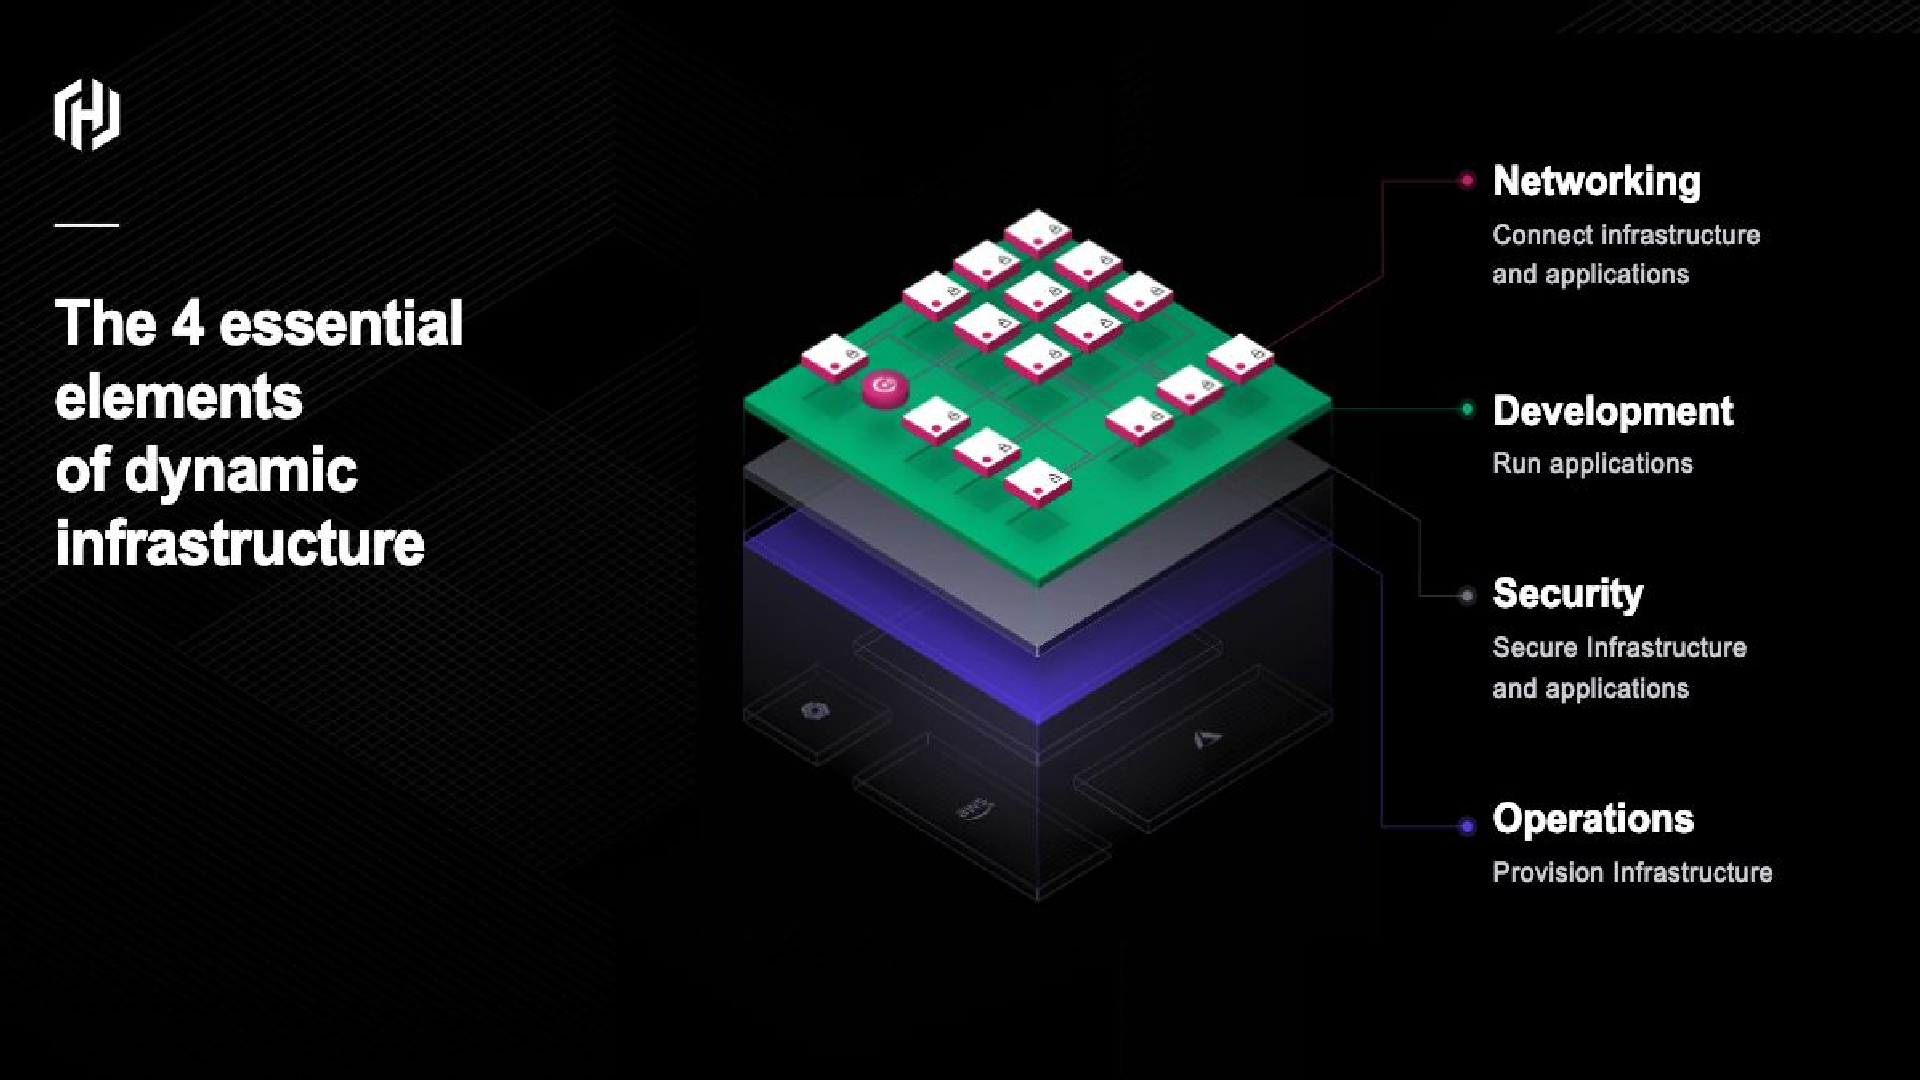 The 4 essential
elements
of dynamic
infrastructure
Networking
Connect infrastructure
and applications
Development
Run applications
Security
Secure Infrastructure
and applications
Operations
Provision Infrastructure
aws